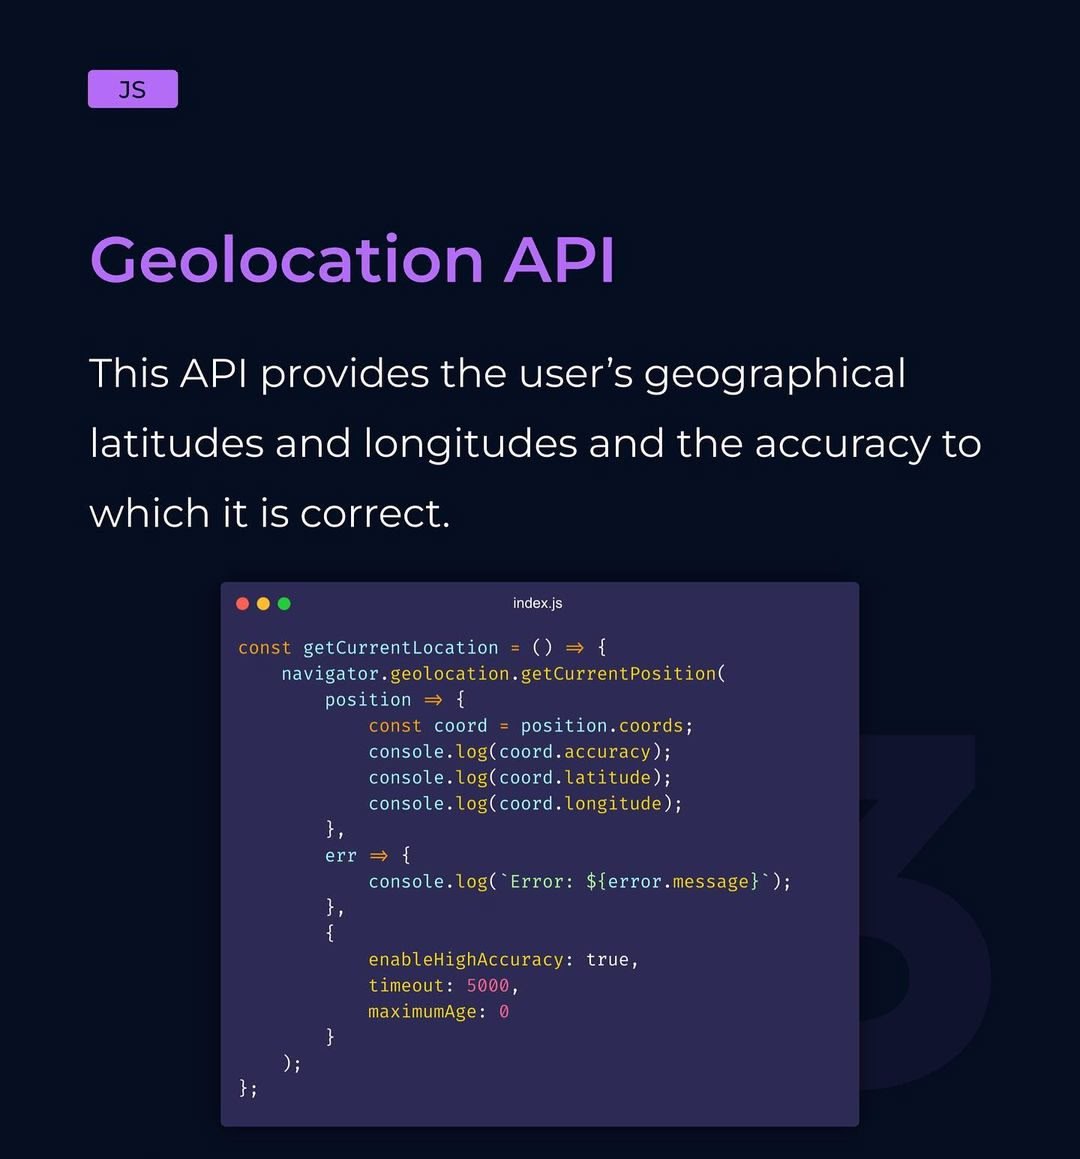 JS
Geolocation API
This API provides the user’s geographical
latitudes and longitudes and the accuracy to
which it is correct.
index.js
const getCurrentLocation = () => {
    navigator.geolocation.getCurrentPosition(
        position => {
            const coord = position.coords;
            console.log(coord.accuracy);
            console.log(coord.latitude);
            console.log(coord.longitude);
        },
        err => {
            console.log(`Error: ${error.message}`);
        },
        {
            enableHighAccuracy: true,
            timeout: 5000,
            maximumAge: 0
        }
    );
};
3